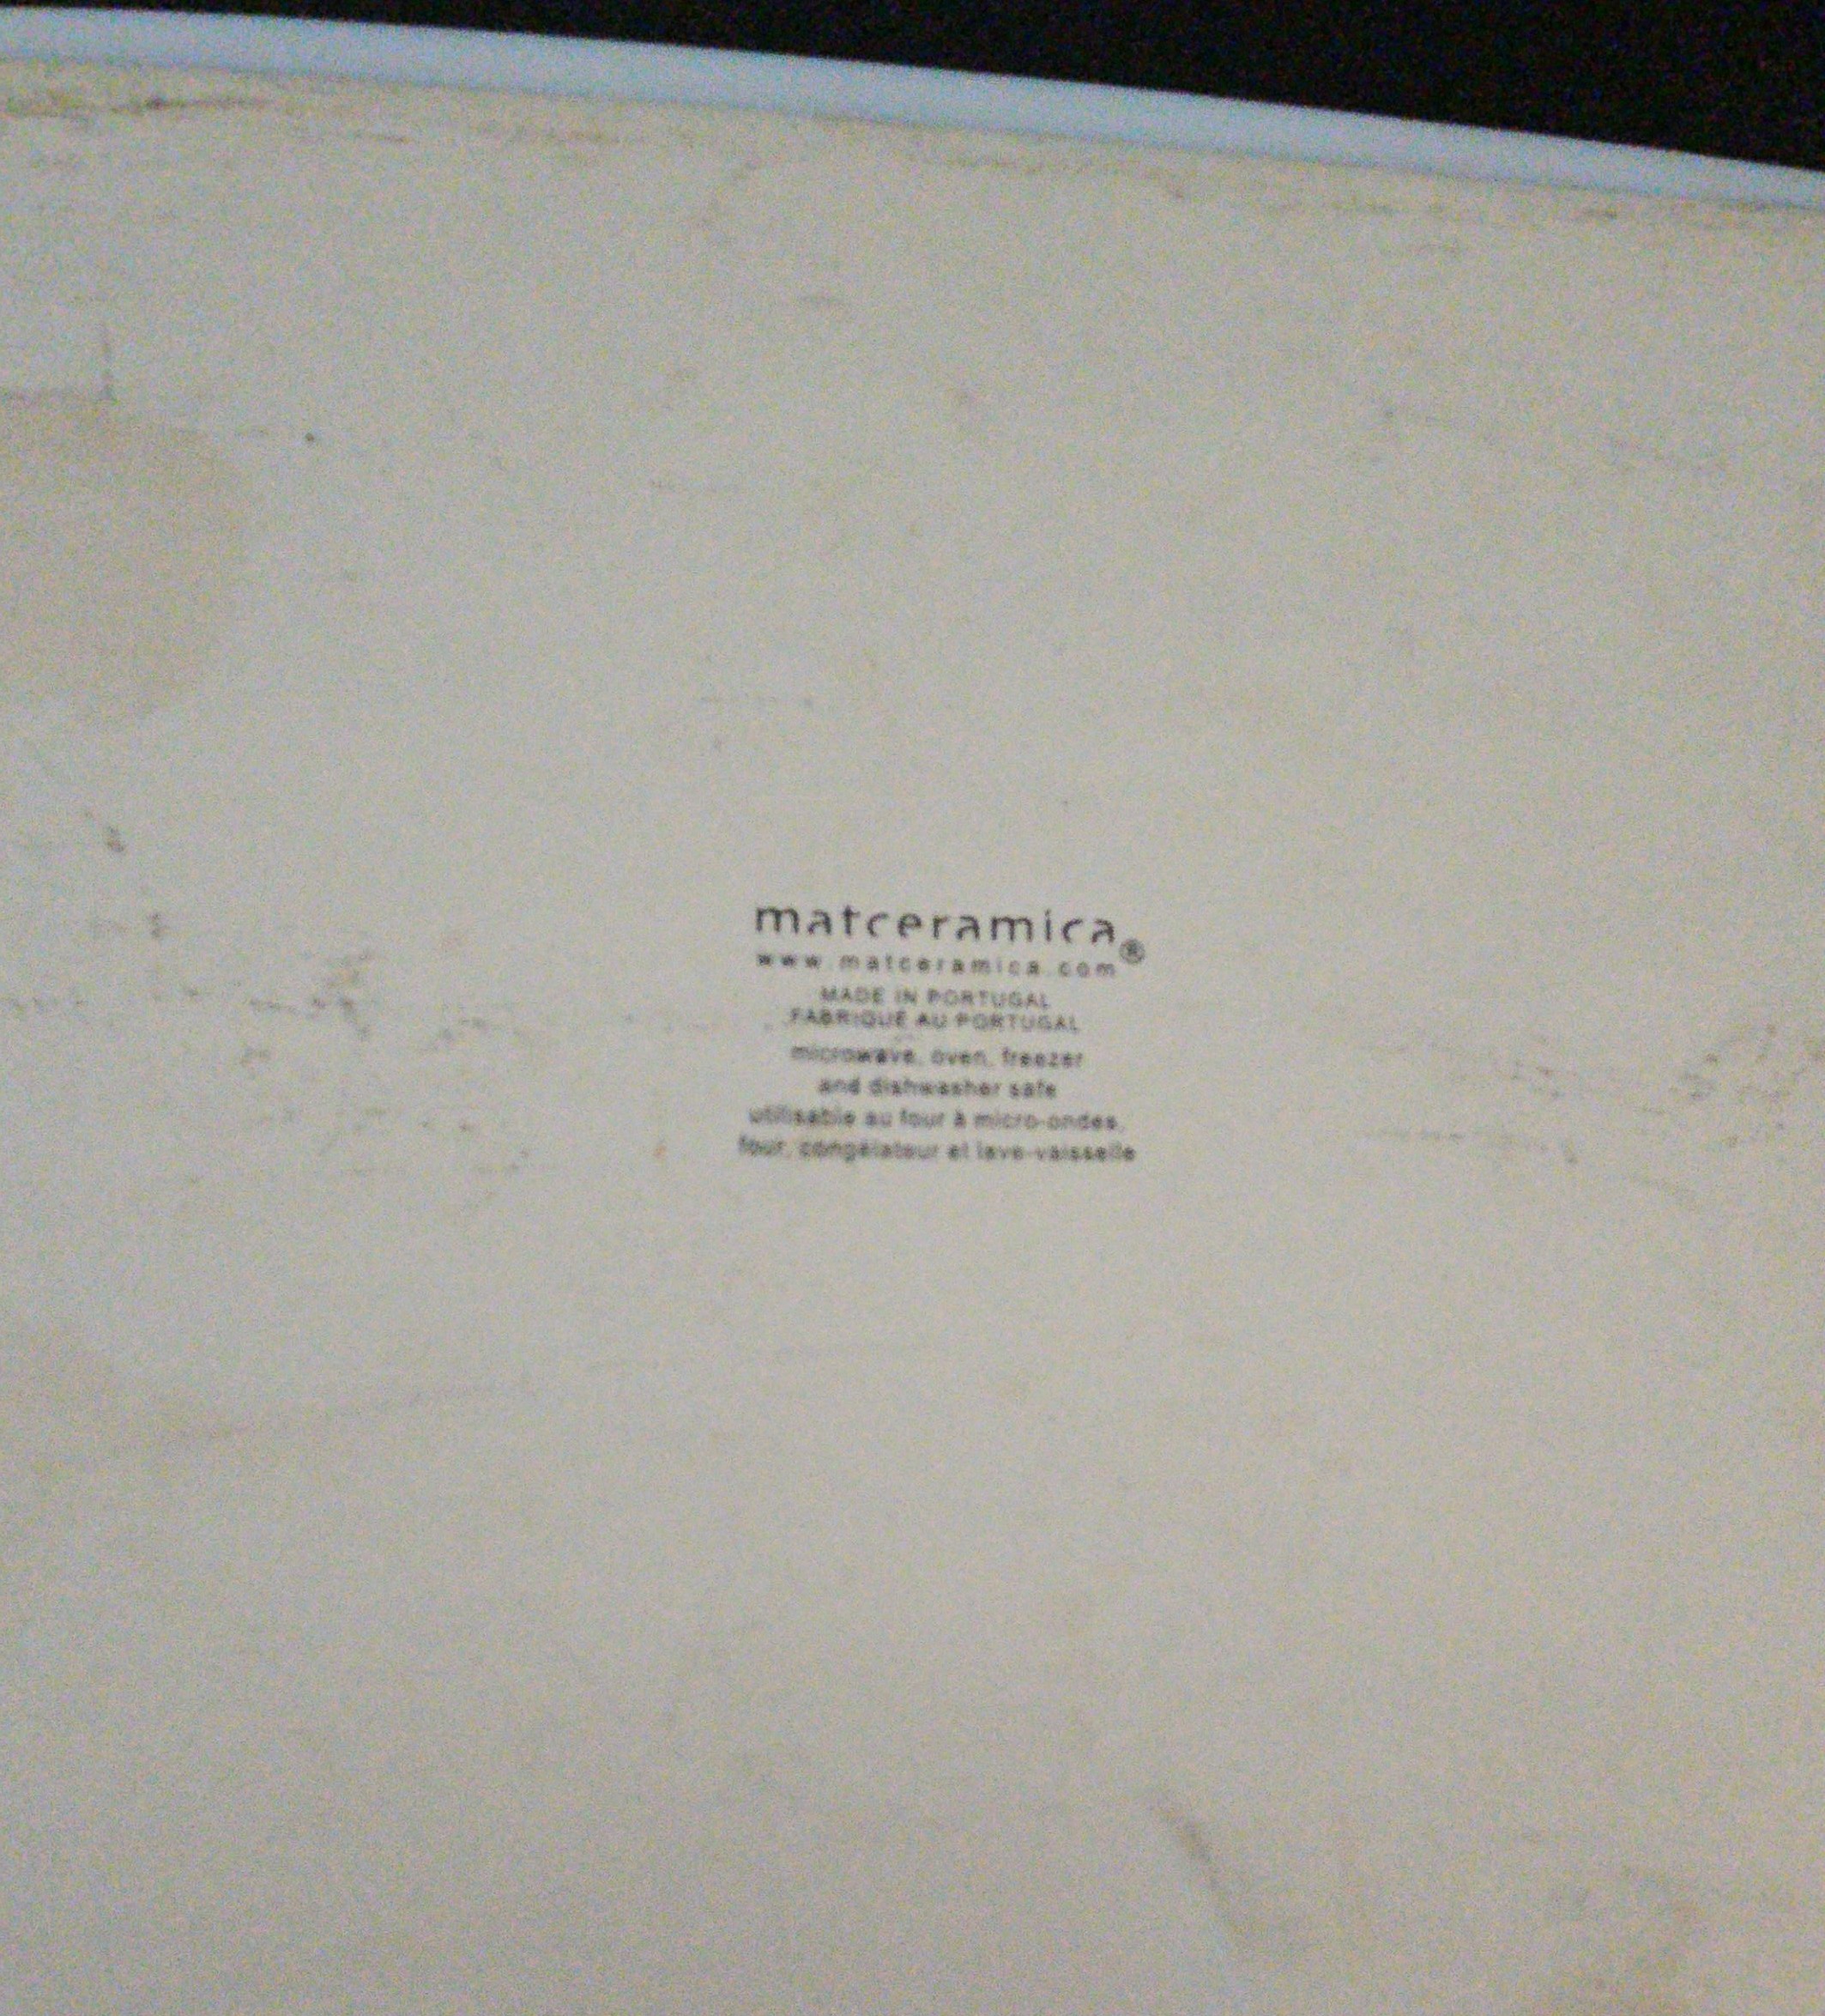 matceramica®
www.matceramica.com
MADE IN PORTUGAL
FABRIQUÉ AU PORTUGAL
microwave, oven, freezer
and dishwasher safe
utilisable au four à micro-ondes,
four, congélateur et lave-vaisselle